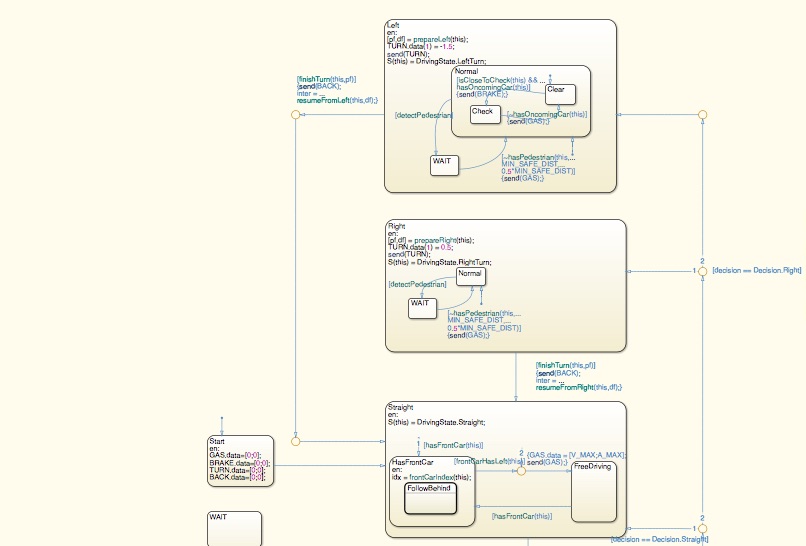 Left
en:
[pf,df] = prepareLeft(this);
TURN.data(1) = -1.5;
send(TURN);
S(this) = DrivingState.LeftTurn;
Normal
[isCloseToCheck(this) && ...
hasOncomingCar(this)]
{send(BRAKE);}
Clear
Check
[~hasOncomingCar(this)]
{send(GAS);}
[detectPedestrian]
WAIT
[~hasPedestrian(this,...
MIN_SAFE_DIST,...
0.5*MIN_SAFE_DIST)]
{send(GAS);}
[finishTurn(this,pf)]
{send(BACK);
inter = ...
resumeFromLeft(this,df);}
Right
en:
[pf,df] = prepareRight(this);
TURN.data(1) = 0.5;
send(TURN);
S(this) = DrivingState.RightTurn;
Normal
[detectPedestrian]
WAIT
[~hasPedestrian(this,...
MIN_SAFE_DIST,...
0.5*MIN_SAFE_DIST)]
{send(GAS);}
2
1
[decision == Decision.Right]
[finishTurn(this,pf)]
{send(BACK);
inter = ...
resumeFromRight(this,df);}
Straight
en:
S(this) = DrivingState.Straight;
1
[hasFrontCar(this)]
HasFrontCar
en:
idx = frontCarIndex(this);
FollowBehind
[frontCarHasLeft(this)]
2
{GAS.data = [V_MAX;A_MAX];
send(GAS);}
FreeDriving
[hasFrontCar(this)]
Start
en:
GAS.data=[0;0];
BRAKE.data=[0;0];
TURN.data=[0;0];
BACK.data=[0;0];
WAIT
2
1
[decision == Decision.Straight]